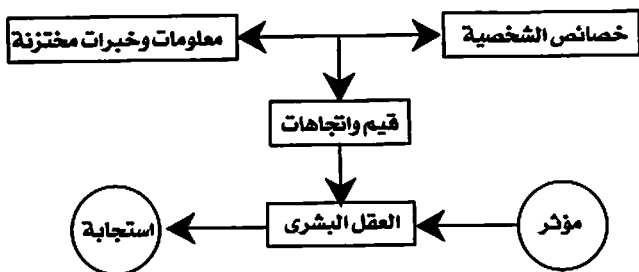 خصائص الشخصية
معلومات وخبرات مختزنة
قيم واتجاهات
مؤثر
العقل البشرى
استجابة